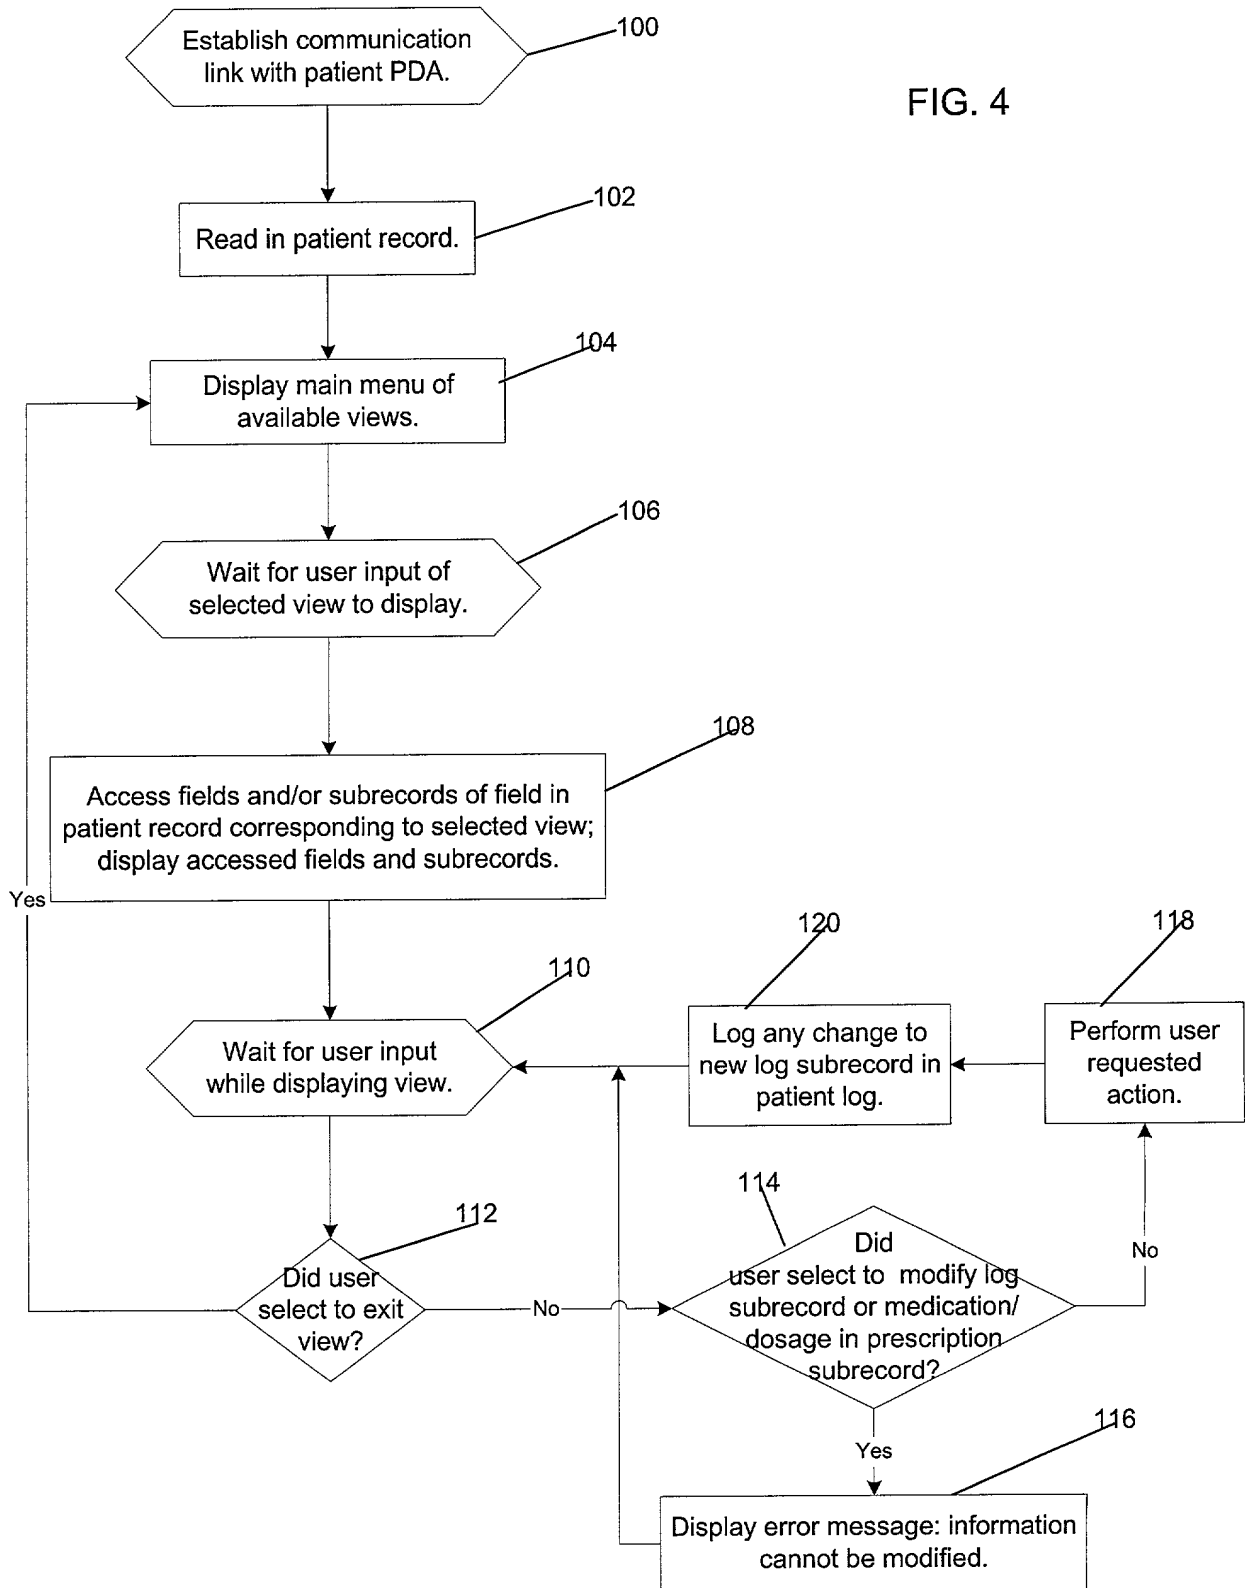 Establish communication
link with patient PDA.
100
FIG. 4
Read in patient record.
102
Display main menu of
available views.
104
Wait for user input of
selected view to display.
106
Access fields and/or subrecords of field in
patient record corresponding to selected view;
display accessed fields and subrecords.
108
Yes
Wait for user input
while displaying view.
110
Log any change to
new log subrecord in
patient log.
120
Perform user
requested
action.
118
Did user
select to exit
view?
112
No
Did
user select to modify log
subrecord or medication/
dosage in prescription
subrecord?
114
No
Yes
Display error message: information
cannot be modified.
116